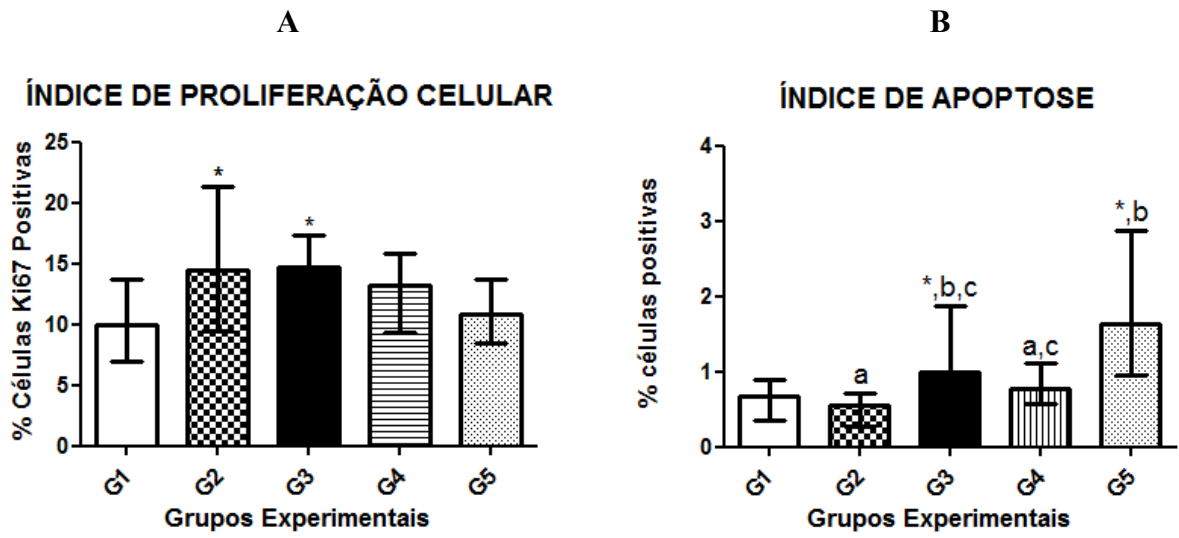 A
ÍNDICE DE PROLIFERAÇÃO CELULAR
% Células Ki67 Positivas
25
20
15
10
5
0
*
*
G1
G2
G3
G4
G5
Grupos Experimentais
B
ÍNDICE DE APOPTOSE
% células positivas
4
3
2
1
0
a
*,b,c
a,c
*,b
G1
G2
G3
G4
G5
Grupos Experimentais